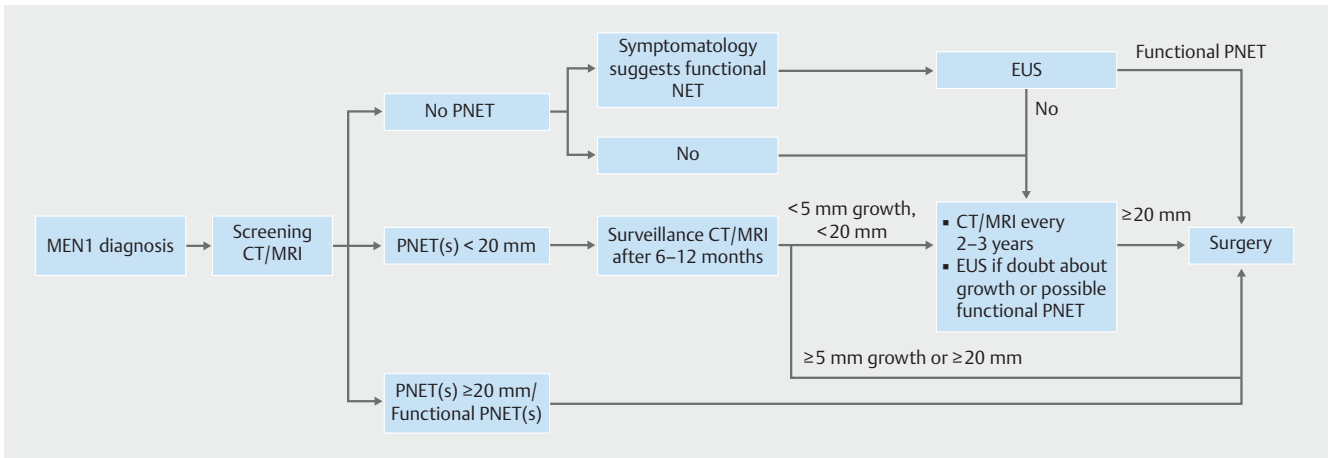 Symptomatology
suggests functional
NET
EUS
Functional PNET
No PNET
No
No
MEN1 diagnosis
Screening
CT/MRI
PNET(s) < 20 mm
Surveillance CT/MRI
after 6–12 months
<5 mm growth,
<20 mm
▪ CT/MRI every
2–3 years
▪ EUS if doubt about
growth or possible
functional PNET
≥20 mm
Surgery
≥5 mm growth or ≥20 mm
PNET(s) ≥20 mm/
Functional PNET(s)